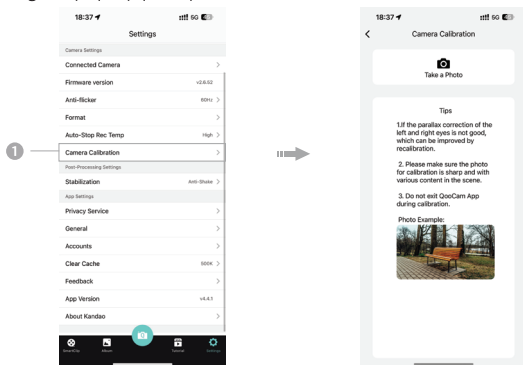 18:37
5G
Settings
Camera Settings
Connected Camera
Firmware version v2.6.52
Anti-flicker 60Hz
Format
Auto-Stop Rec Temp High
1
Camera Calibration
Post-Processing Settings
Stabilization Anti-Shake
App Settings
Privacy Service
General
Accounts
Clear Cache 500K
Feedback
App Version v4.4.1
About Kandao
Album Tutorial Settings
18:37
5G
Camera Calibration
Take a Photo
Tips
1.If the parallax correction of the
left and right eyes is not good,
which can be improved by
recalibration.
2. Please make sure the photo
for calibration is sharp and with
various content in the scene.
3. Do not exit QooCam App
during calibration.
Photo Example: